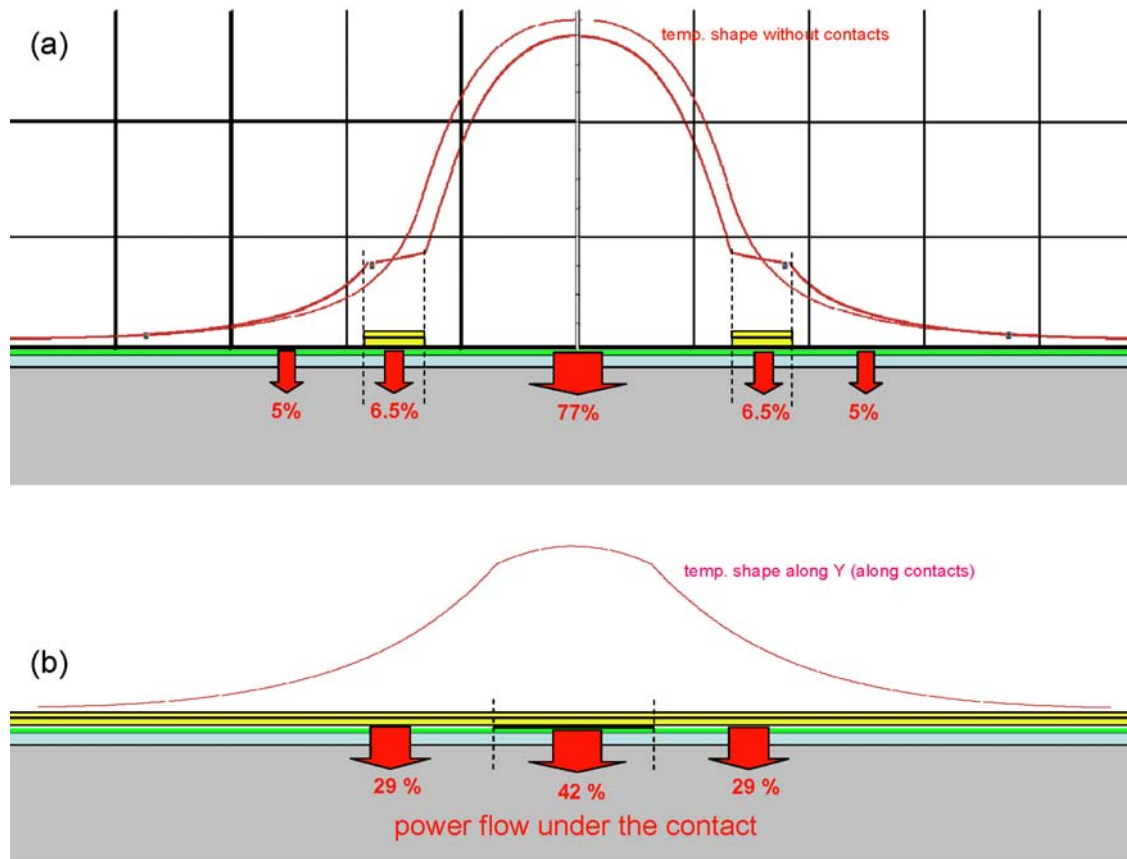 (a)
temp. shape without contacts
5%
6.5%
77%
6.5%
5%
temp. shape along Y (along contacts)
(b)
29 %
42 %
29 %
power flow under the contact